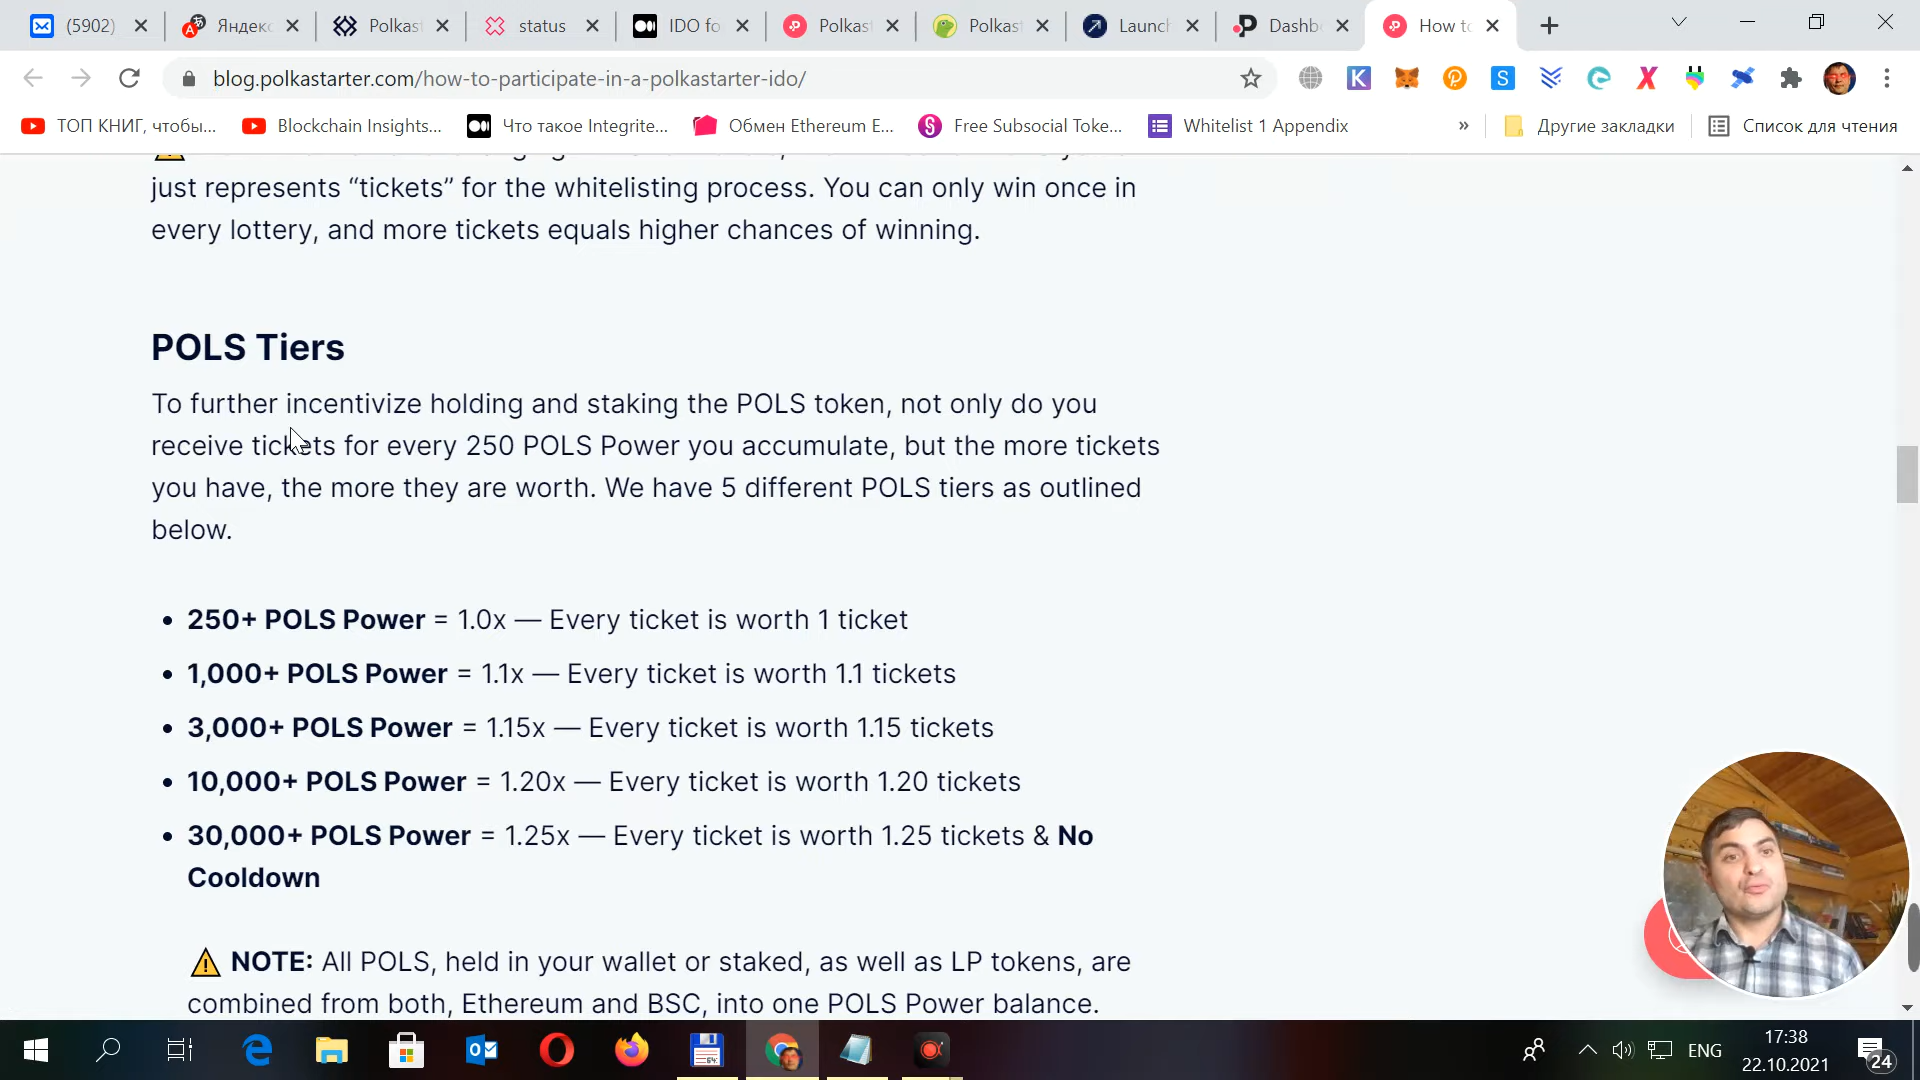 (5902)
Яндекс
Polkast
status
IDO fo
Polkast
Polkast
Launch
Dashbo
How to
blog.polkastarter.com/how-to-participate-in-a-polkastarter-ido/
ТОП КНИГ, чтобы...
Blockchain Insights...
Что такое Integrite...
Обмен Ethereum E...
Free Subsocial Toke...
Whitelist 1 Appendix
»
Другие закладки
Список для чтения
just represents “tickets” for the whitelisting process. You can only win once in
every lottery, and more tickets equals higher chances of winning.
POLS Tiers
To further incentivize holding and staking the POLS token, not only do you
receive tickets for every 250 POLS Power you accumulate, but the more tickets
you have, the more they are worth. We have 5 different POLS tiers as outlined
below.
• 250+ POLS Power = 1.0x — Every ticket is worth 1 ticket
• 1,000+ POLS Power = 1.1x — Every ticket is worth 1.1 tickets
• 3,000+ POLS Power = 1.15x — Every ticket is worth 1.15 tickets
• 10,000+ POLS Power = 1.20x — Every ticket is worth 1.20 tickets
• 30,000+ POLS Power = 1.25x — Every ticket is worth 1.25 tickets & No
Cooldown
⚠ NOTE: All POLS, held in your wallet or staked, as well as LP tokens, are
combined from both, Ethereum and BSC, into one POLS Power balance.
ENG
17:38
22.10.2021
24